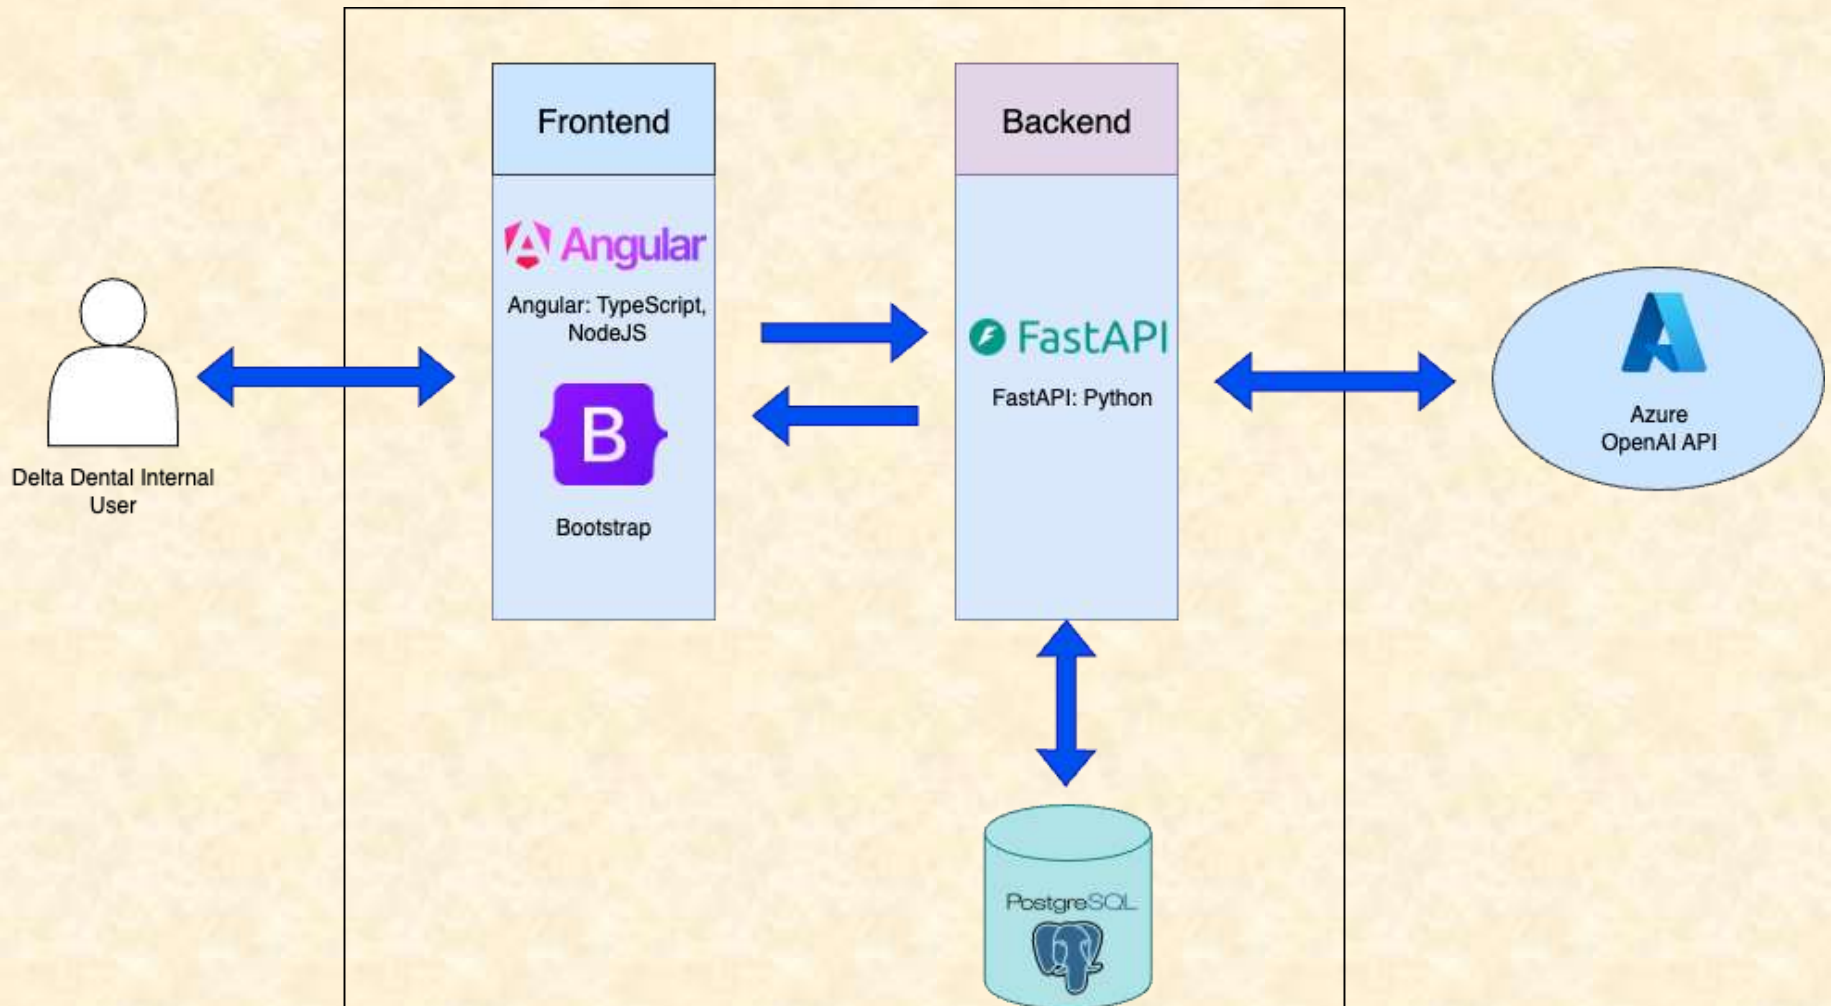 Frontend
Backend
Angular
Angular: TypeScript,
NodeJS
B
Bootstrap
FastAPI
FastAPI: Python
Delta Dental Internal
User
Azure
OpenAI API
PostgreSQL